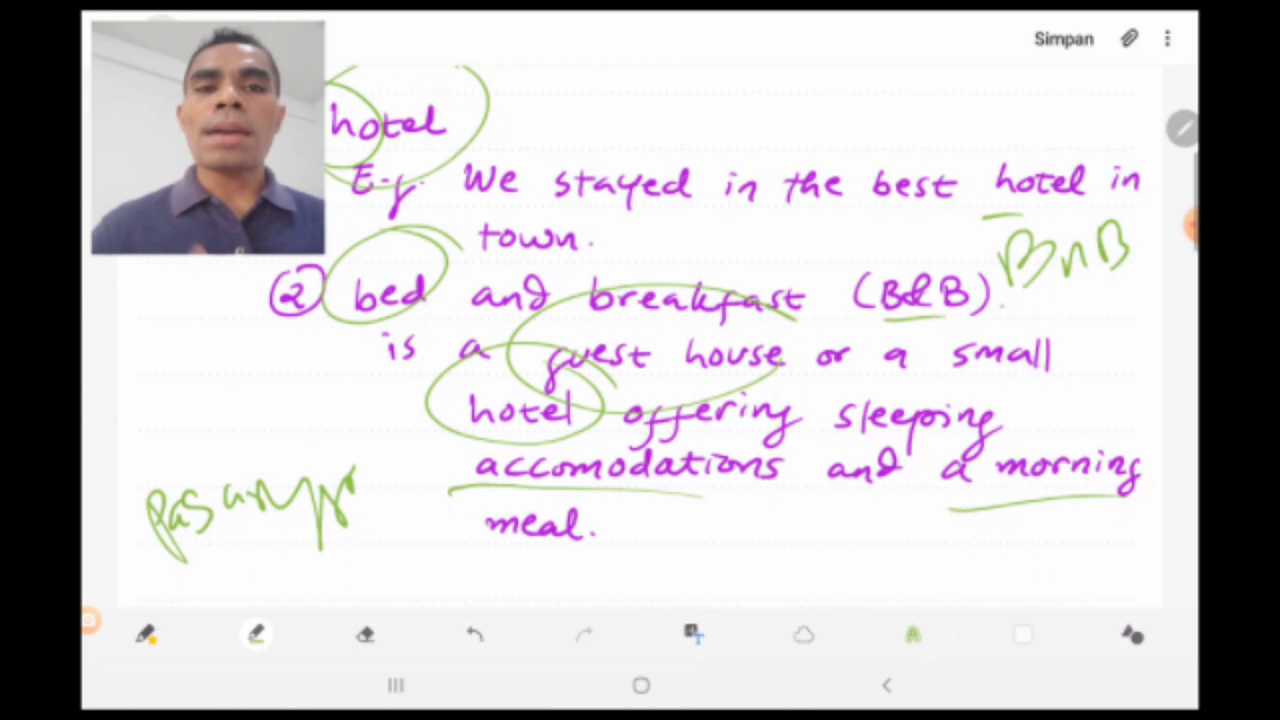 Simpan
hotel
E.g. We stayed in the best hotel in
town.
BnB
② bed and breakfast (B&B).
is a guest house or a small
hotel offering sleeping
accomodations and a morning
meal.